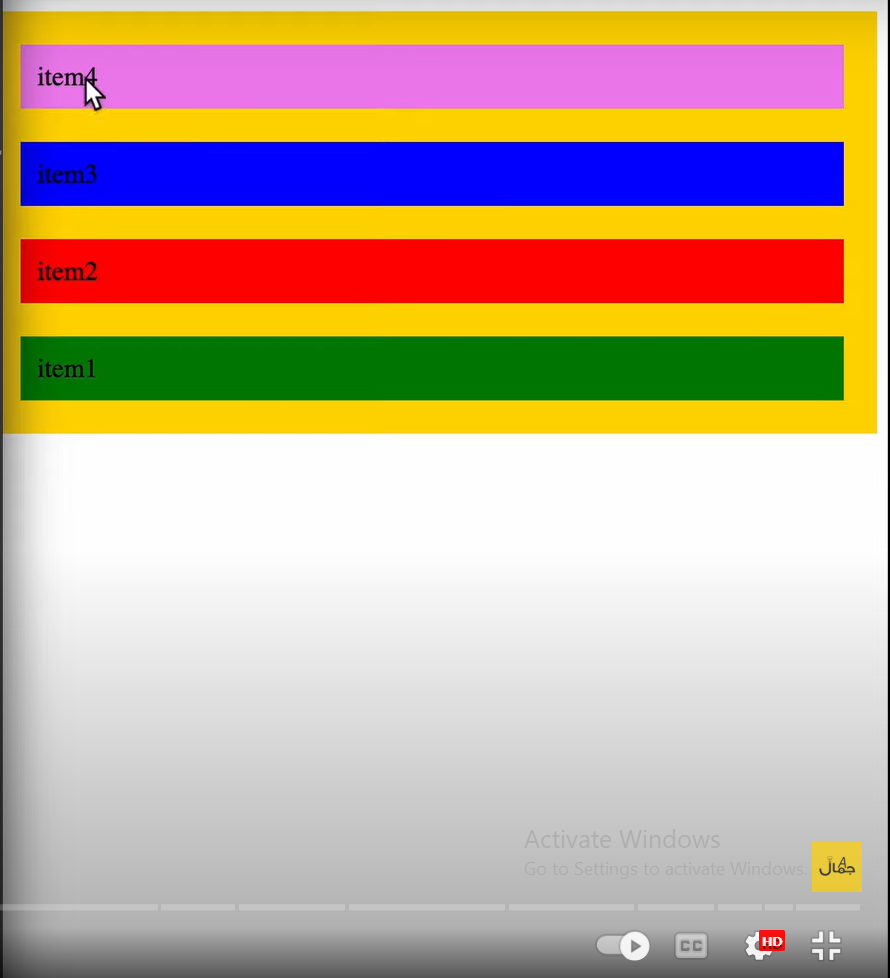 item4
item3
item2
item1
Activate Windows
Go to Settings to activate Windows.
جمال
CC
HD